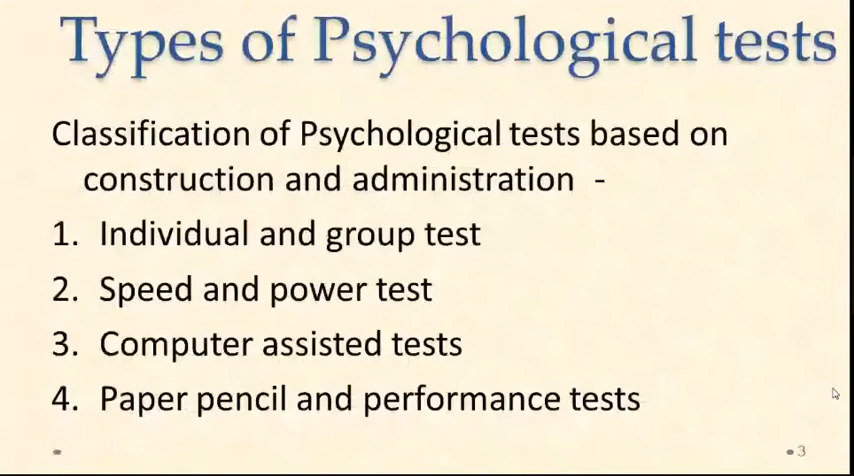 Types of Psychological tests
Classification of Psychological tests based on
construction and administration -
1. Individual and group test
2. Speed and power test
3. Computer assisted tests
4. Paper pencil and performance tests
3